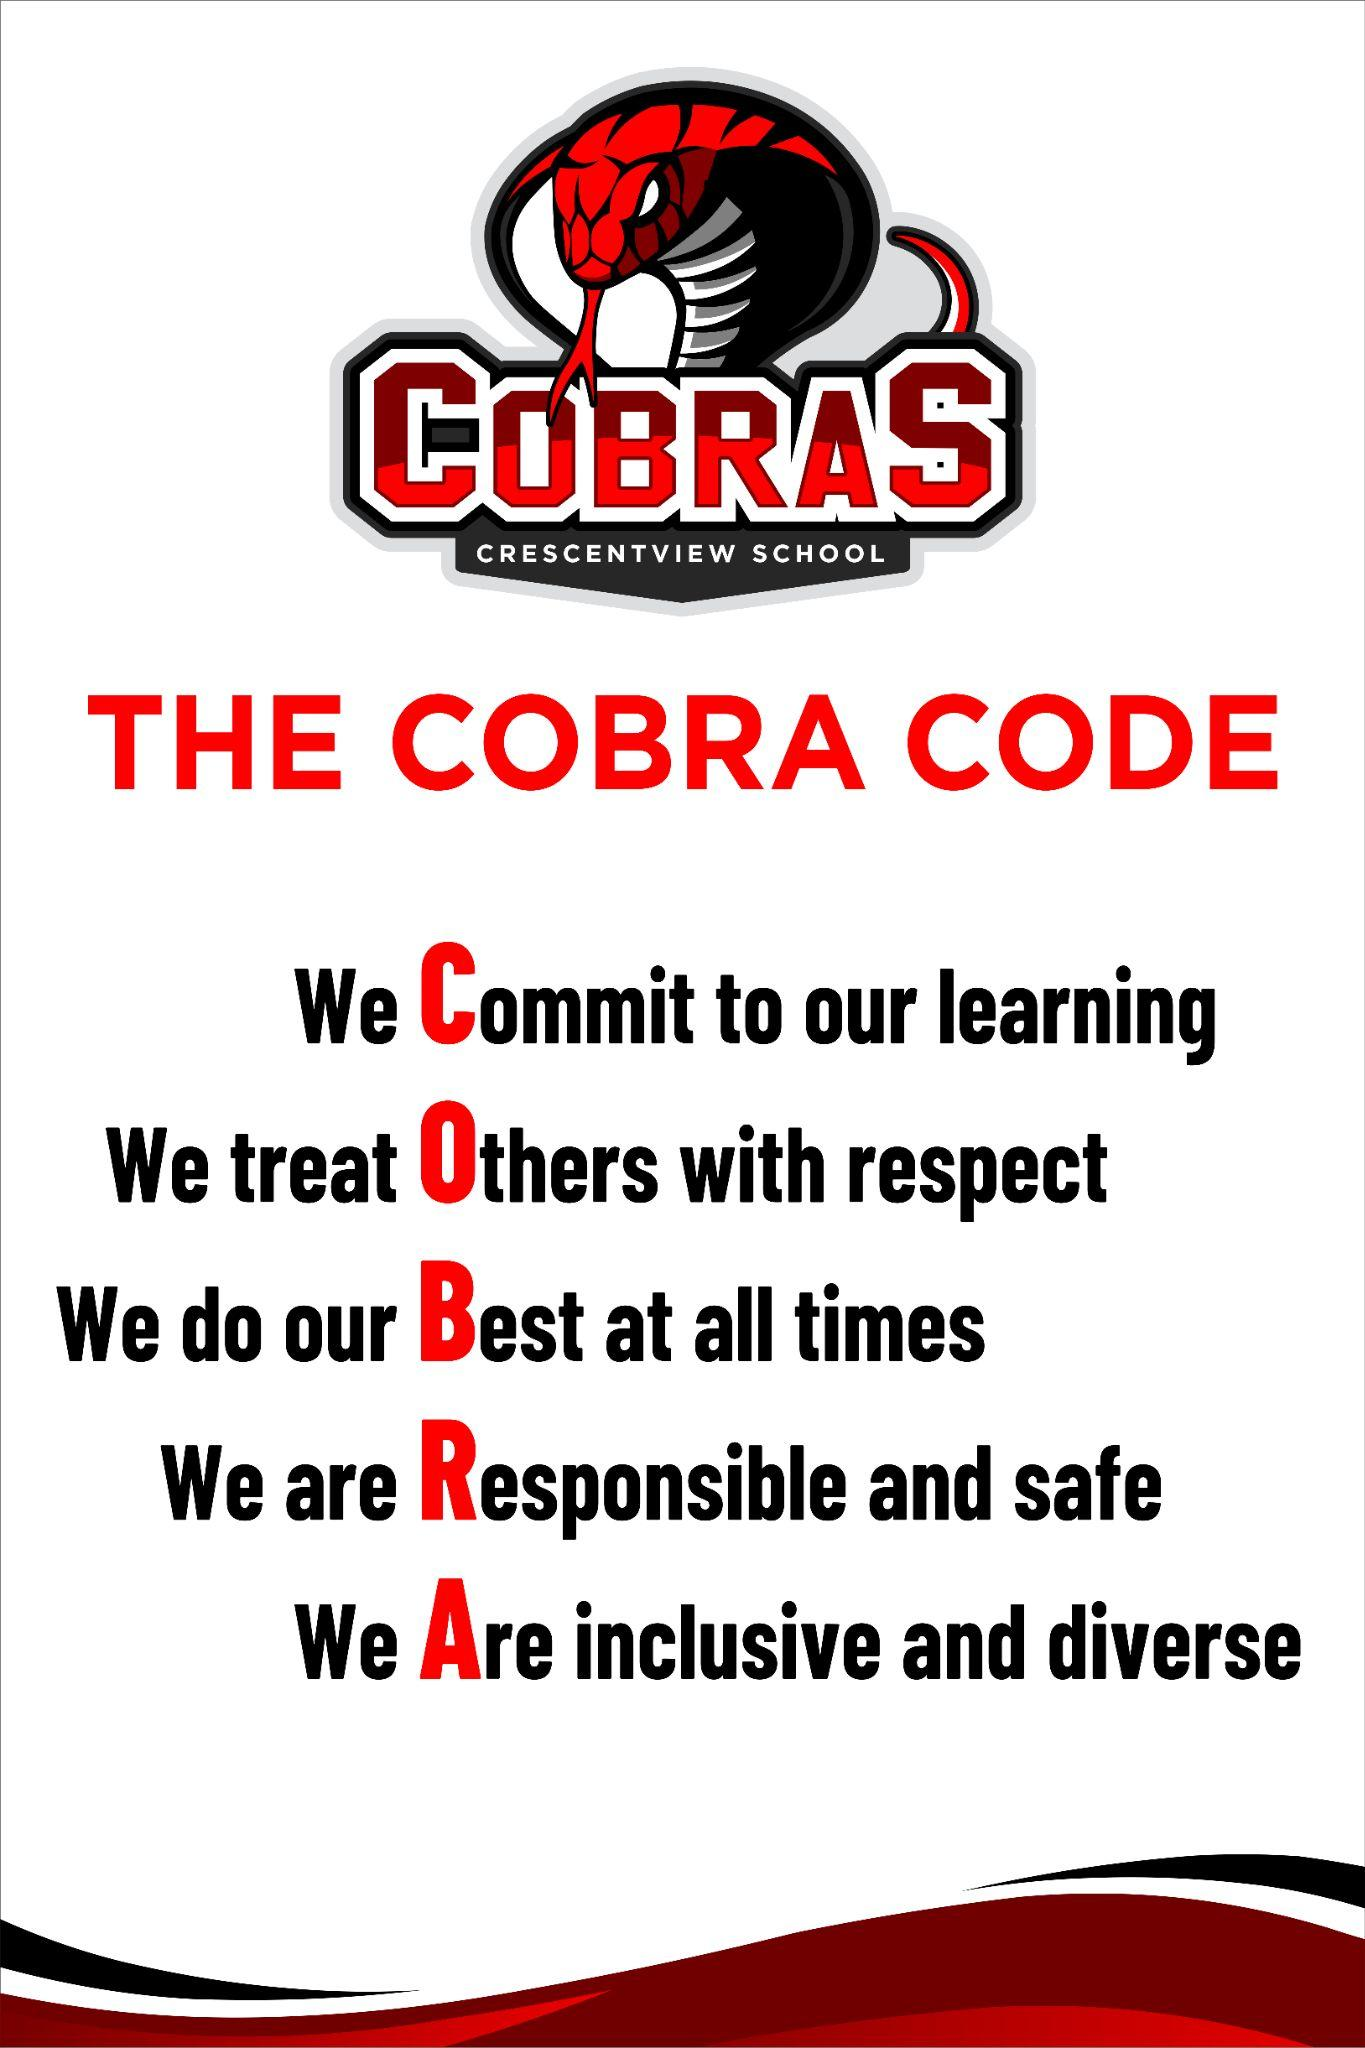 COBRAS
CRESCENTVIEW SCHOOL
THE COBRA CODE
We Commit to our learning
We treat Others with respect
We do our Best at all times
We are Responsible and safe
We Are inclusive and diverse